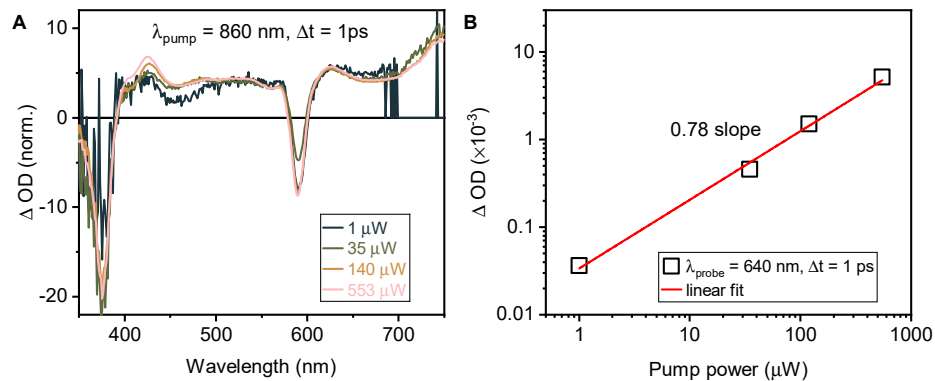 A
λpump = 860 nm, Δt = 1ps
10
0
-10
-20
Δ OD (norm.)
1 μW
35 μW
140 μW
553 μW
400
500
600
700
Wavelength (nm)
B
10
1
0.1
0.01
Δ OD (×10-3)
0.78 slope
λprobe = 640 nm, Δt = 1 ps
linear fit
1
10
100
1000
Pump power (μW)